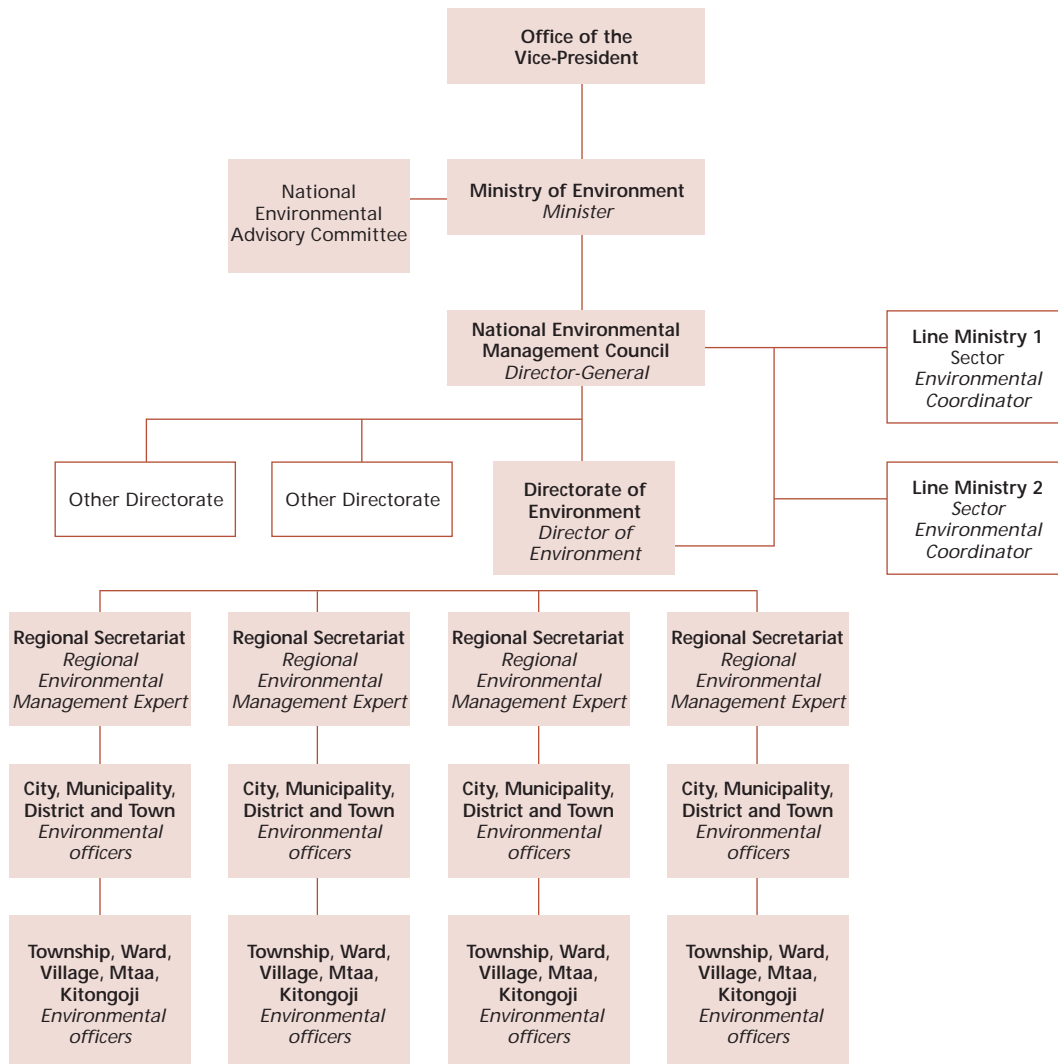 Office of the
Vice-President
National
Environmental
Advisory Committee
Ministry of Environment
Minister
National Environmental
Management Council
Director-General
Line Ministry 1
Sector
Environmental
Coordinator
Other Directorate
Other Directorate
Directorate of
Environment
Director of
Environment
Line Ministry 2
Sector
Environmental
Coordinator
Regional Secretariat
Regional
Environmental
Management Expert
Regional Secretariat
Regional
Environmental
Management Expert
Regional Secretariat
Regional
Environmental
Management Expert
Regional Secretariat
Regional
Environmental
Management Expert
City, Municipality,
District and Town
Environmental
officers
City, Municipality,
District and Town
Environmental
officers
City, Municipality,
District and Town
Environmental
officers
City, Municipality,
District and Town
Environmental
officers
Township, Ward,
Village, Mtaa,
Kitongoji
Environmental
officers
Township, Ward,
Village, Mtaa,
Kitongoji
Environmental
officers
Township, Ward,
Village, Mtaa,
Kitongoji
Environmental
officers
Township, Ward,
Village, Mtaa,
Kitongoji
Environmental
officers